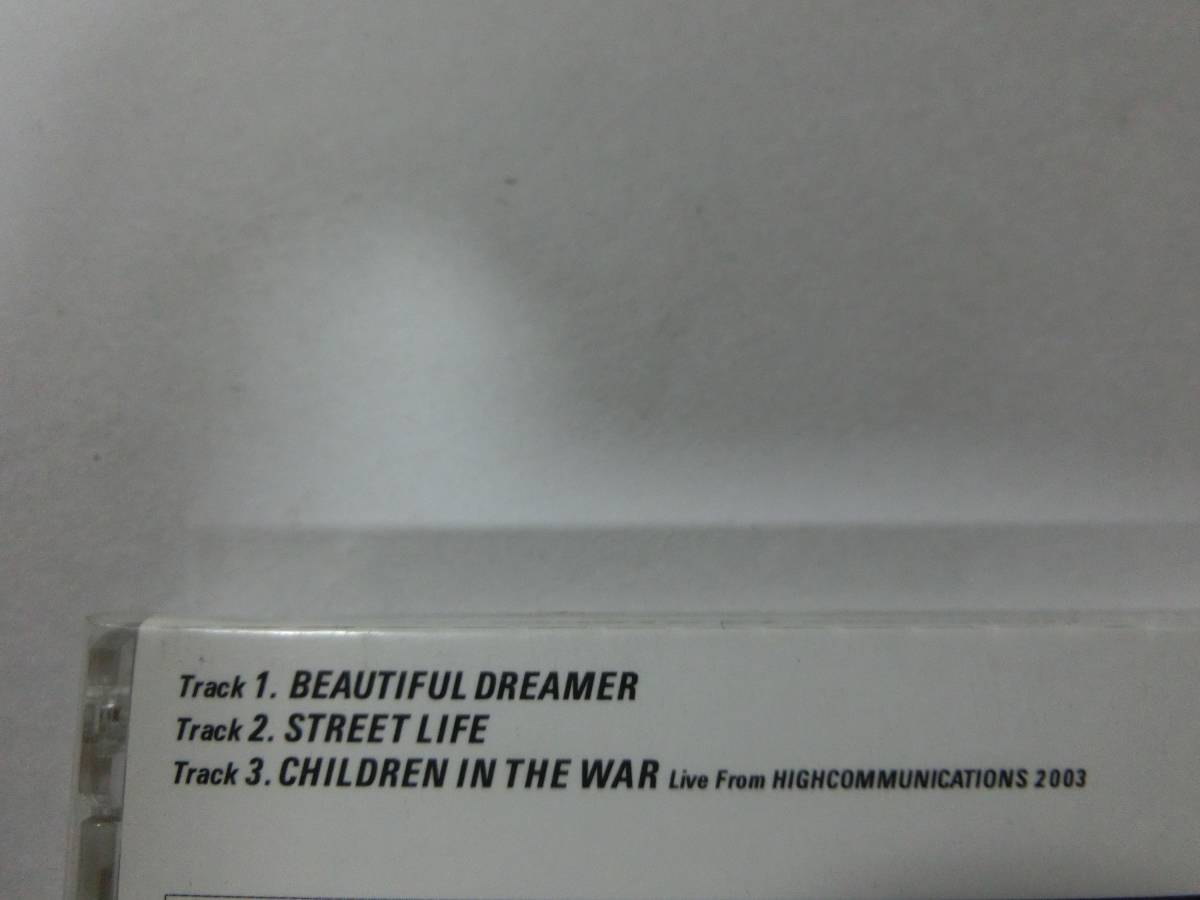 Track 1. BEAUTIFUL DREAMER
Track 2. STREET LIFE
Track 3. CHILDREN IN THE WAR Live From HIGHCOMMUNICATIONS 2003